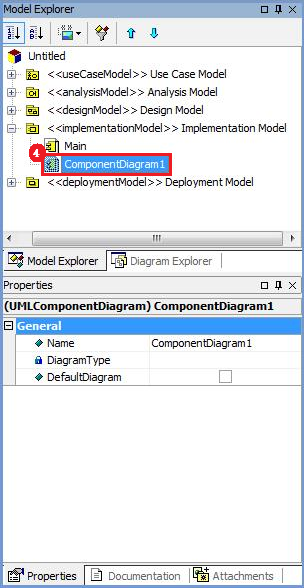 Model Explorer
Untitled
<<useCaseModel>> Use Case Model
<<analysisModel>> Analysis Model
<<designModel>> Design Model
<<implementationModel>> Implementation Model
4
Main
ComponentDiagram1
<<deploymentModel>> Deployment Model
Model Explorer Diagram Explorer
Properties
(UMLComponentDiagram) ComponentDiagram1
General
Name ComponentDiagram1
DiagramType
DefaultDiagram
Properties Documentation Attachments